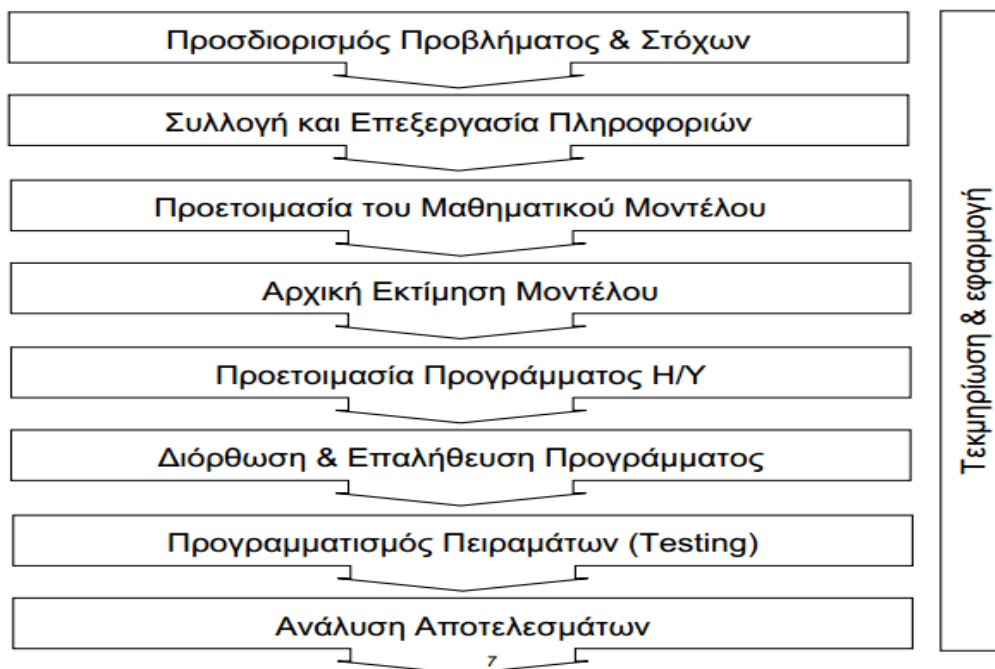 Προσδιορισμός Προβλήματος & Στόχων
Συλλογή και Επεξεργασία Πληροφοριών
Προετοιμασία του Μαθηματικού Μοντέλου
Αρχική Εκτίμηση Μοντέλου
Προετοιμασία Προγράμματος Η/Υ
Διόρθωση & Επαλήθευση Προγράμματος
Προγραμματισμός Πειραμάτων (Testing)
Ανάλυση Αποτελεσμάτων
7
Τεκμηρίωση & εφαρμογή